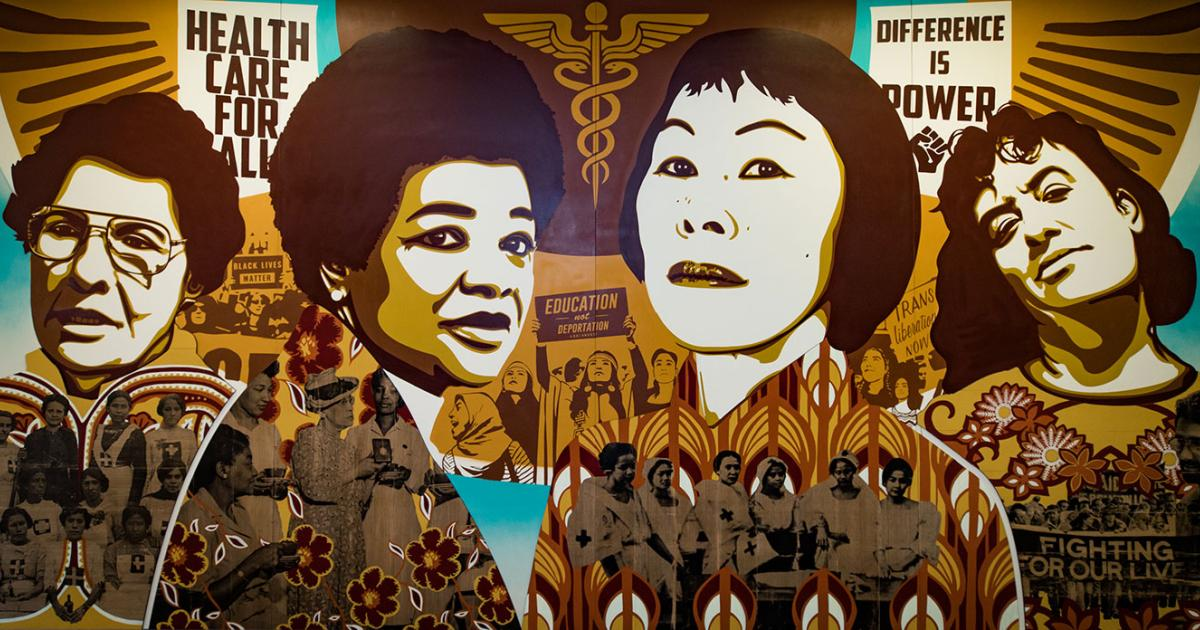 HEALTH
CARE
FOR
ALL
DIFFERENCE
IS
POWER
BLACK LIVES
MATTER
EDUCATION
not
DEPORTATION
TRANS
liberation
NOW
FIGHTING
FOR OUR LIVE